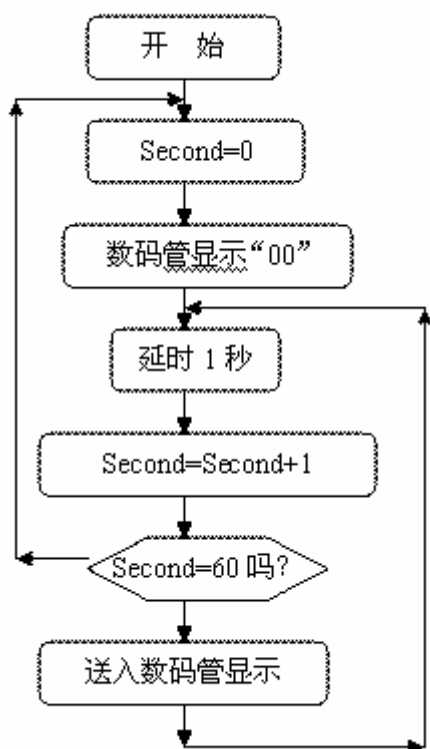 开 始
Second=0
数码管显示“00”
延时 1 秒
Second=Second+1
Second=60 吗?
送入数码管显示